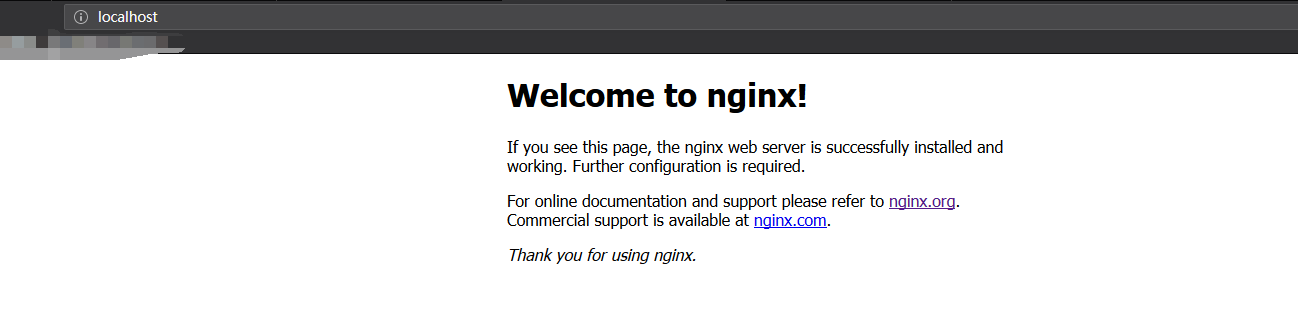 localhost
Welcome to nginx!
If you see this page, the nginx web server is successfully installed and
working. Further configuration is required.
For online documentation and support please refer to nginx.org.
Commercial support is available at nginx.com.
Thank you for using nginx.